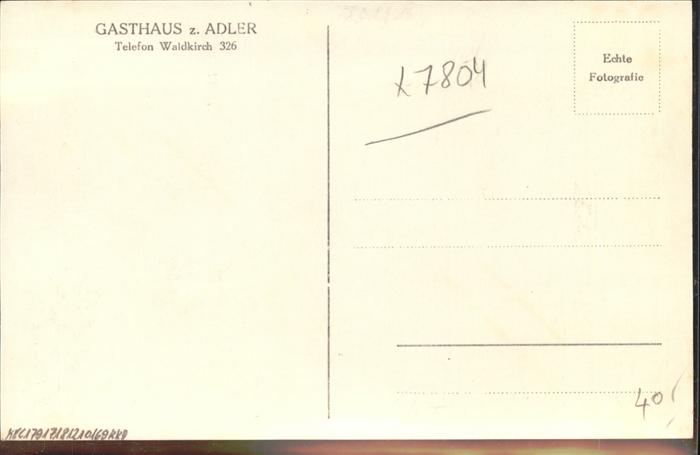 GASTHAUS z. ADLER
Telefon Waldkirch 326
x7804
Echte
Fotografie
40